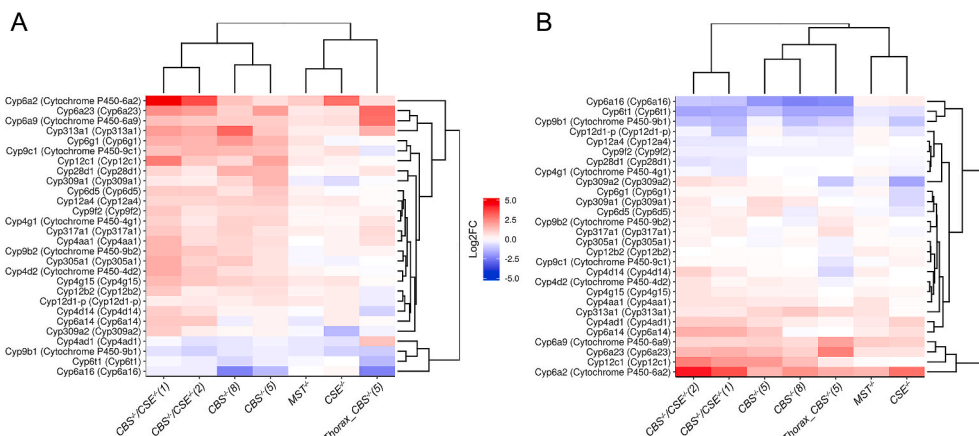 A
Cyp6a2 (Cytochrome P450-6a2)
Cyp6a23 (Cyp6a23)
Cyp6a9 (Cytochrome P450-6a9)
Cyp313a1 (Cyp313a1)
Cyp6g1 (Cyp6g1)
Cyp9c1 (Cytochrome P450-9c1)
Cyp12c1 (Cyp12c1)
Cyp28d1 (Cyp28d1)
Cyp309a1 (Cyp309a1)
Cyp6d5 (Cyp6d5)
Cyp12a4 (Cyp12a4)
Cyp9f2 (Cyp9f2)
Cyp4g1 (Cytochrome P450-4g1)
Cyp317a1 (Cyp317a1)
Cyp4aa1 (Cyp4aa1)
Cyp9b2 (Cytochrome P450-9b2)
Cyp305a1 (Cyp305a1)
Cyp4d2 (Cytochrome P450-4d2)
Cyp4g15 (Cyp4g15)
Cyp12b2 (Cyp12b2)
Cyp12d1-p (Cyp12d1-p)
Cyp4d14 (Cyp4d14)
Cyp6a14 (Cyp6a14)
Cyp309a2 (Cyp309a2)
Cyp4ad1 (Cyp4ad1)
Cyp9b1 (Cytochrome P450-9b1)
Cyp6t1 (Cyp6t1)
Cyp6a16 (Cyp6a16)
CBS-/-/CSE-/-(1)
CBS-/-/CSE-/-(2)
CBS-/-(8)
CBS-/-(5)
MST-/-
CSE-/-
Thorax_CBS-/-(5)
Log2FC
5.0
2.5
0.0
-2.5
-5.0
B
Cyp6a16 (Cyp6a16)
Cyp6t1 (Cyp6t1)
Cyp9b1 (Cytochrome P450-9b1)
Cyp12d1-p (Cyp12d1-p)
Cyp12a4 (Cyp12a4)
Cyp9f2 (Cyp9f2)
Cyp28d1 (Cyp28d1)
Cyp4g1 (Cytochrome P450-4g1)
Cyp309a2 (Cyp309a2)
Cyp6g1 (Cyp6g1)
Cyp309a1 (Cyp309a1)
Cyp6d5 (Cyp6d5)
Cyp9b2 (Cytochrome P450-9b2)
Cyp317a1 (Cyp317a1)
Cyp305a1 (Cyp305a1)
Cyp12b2 (Cyp12b2)
Cyp9c1 (Cytochrome P450-9c1)
Cyp4d14 (Cyp4d14)
Cyp4d2 (Cytochrome P450-4d2)
Cyp4g15 (Cyp4g15)
Cyp4aa1 (Cyp4aa1)
Cyp313a1 (Cyp313a1)
Cyp4ad1 (Cyp4ad1)
Cyp6a14 (Cyp6a14)
Cyp6a9 (Cytochrome P450-6a9)
Cyp6a23 (Cyp6a23)
Cyp12c1 (Cyp12c1)
Cyp6a2 (Cytochrome P450-6a2)
CBS-/-/CSE-/-(2)
CBS-/-/CSE-/-(1)
CBS-/-(5)
CBS-/-(8)
Thorax_CBS-/-(5)
MST-/-
CSE-/-